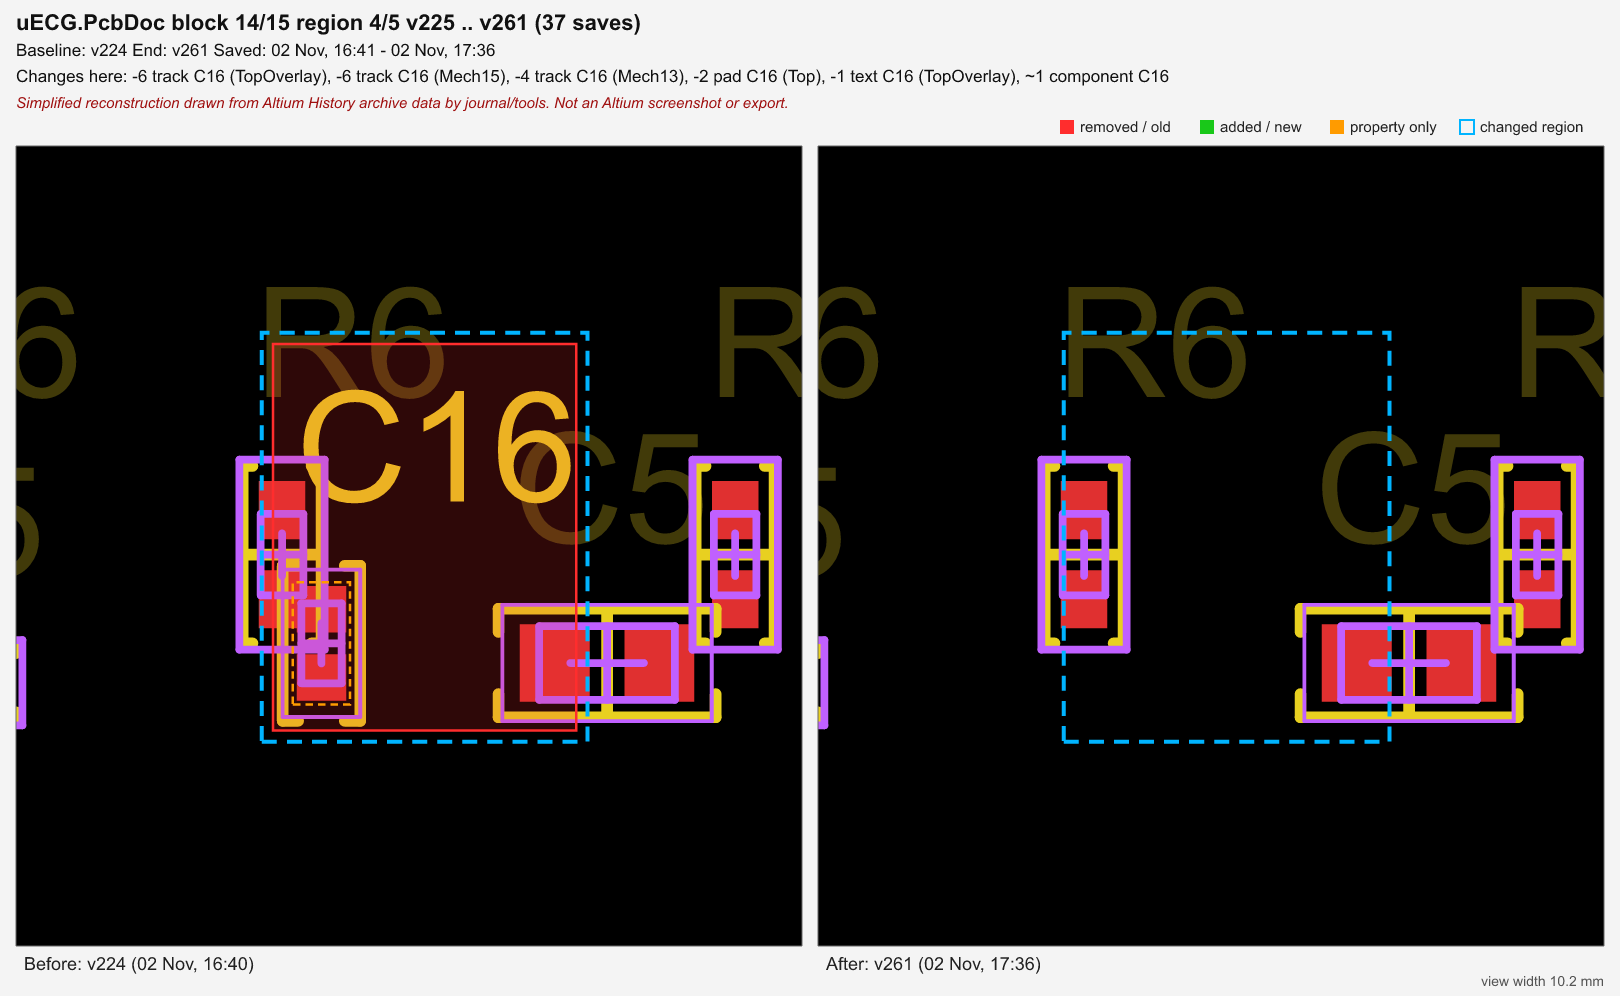 uECG.PcbDoc block 14/15 region 4/5 v225 .. v261 (37 saves)
Baseline: v224 End: v261 Saved: 02 Nov, 16:41 - 02 Nov, 17:36
Changes here: -6 track C16 (TopOverlay), -6 track C16 (Mech15), -4 track C16 (Mech13), -2 pad C16 (Top), -1 text C16 (TopOverlay), ~1 component C16
Simplified reconstruction drawn from Altium History archive data by journal/tools. Not an Altium screenshot or export.
removed / old
added / new
property only
changed region
6
R6
R
C16
C5
5
6
R6
R
C5
5
Before: v224 (02 Nov, 16:40)
After: v261 (02 Nov, 17:36)
view width 10.2 mm